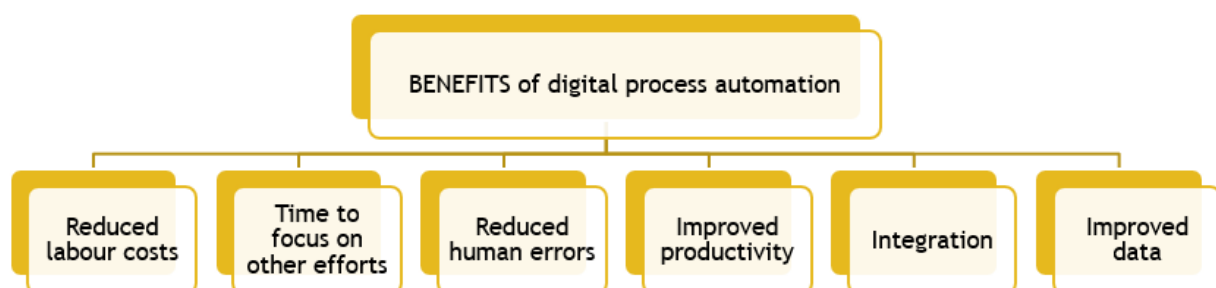 BENEFITS of digital process automation
Reduced
labour costs
Time to
focus on
other efforts
Reduced
human errors
Improved
productivity
Integration
Improved
data